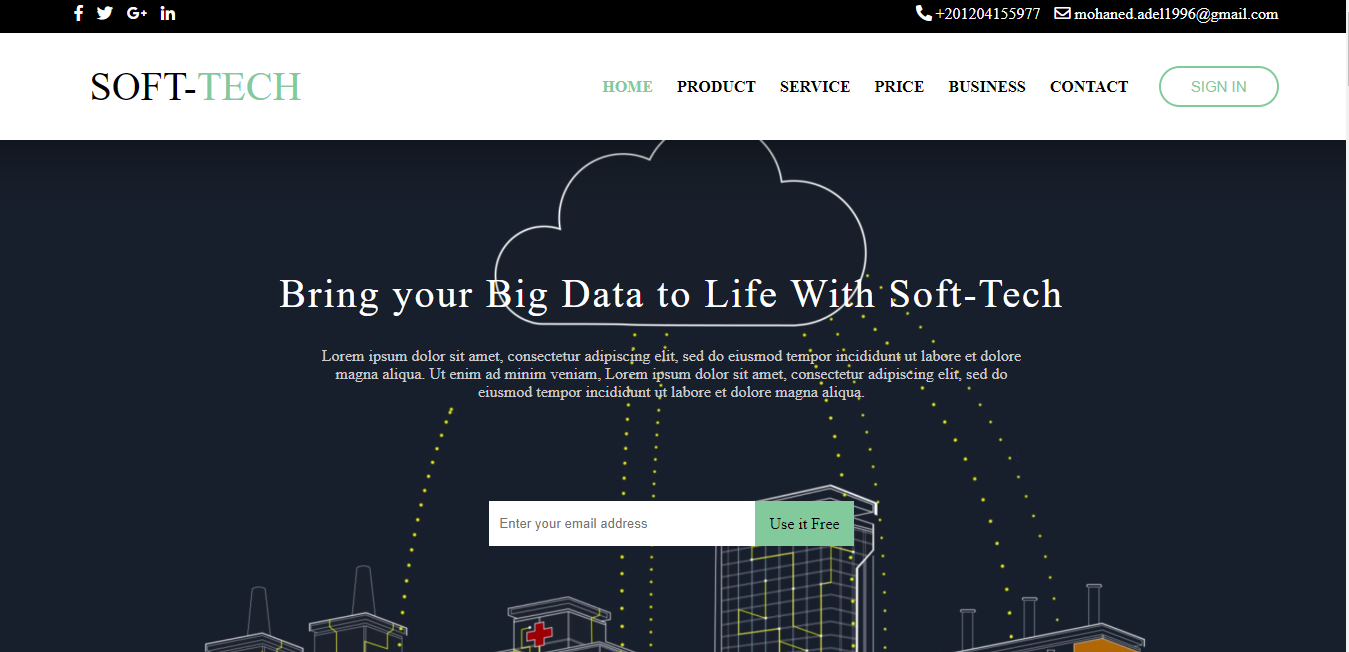 +201204155977 mohaned.adel1996@gmail.com
SOFT-TECH HOME PRODUCT SERVICE PRICE BUSINESS CONTACT SIGN IN
Bring your Big Data to Life With Soft-Tech
Lorem ipsum dolor sit amet, consectetur adipiscing elit, sed do eiusmod tempor incididunt ut labore et dolore
magna aliqua. Ut enim ad minim veniam, Lorem ipsum dolor sit amet, consectetur adipiscing elit, sed do
eiusmod tempor incididunt ut labore et dolore magna aliqua.
Enter your email address Use it Free